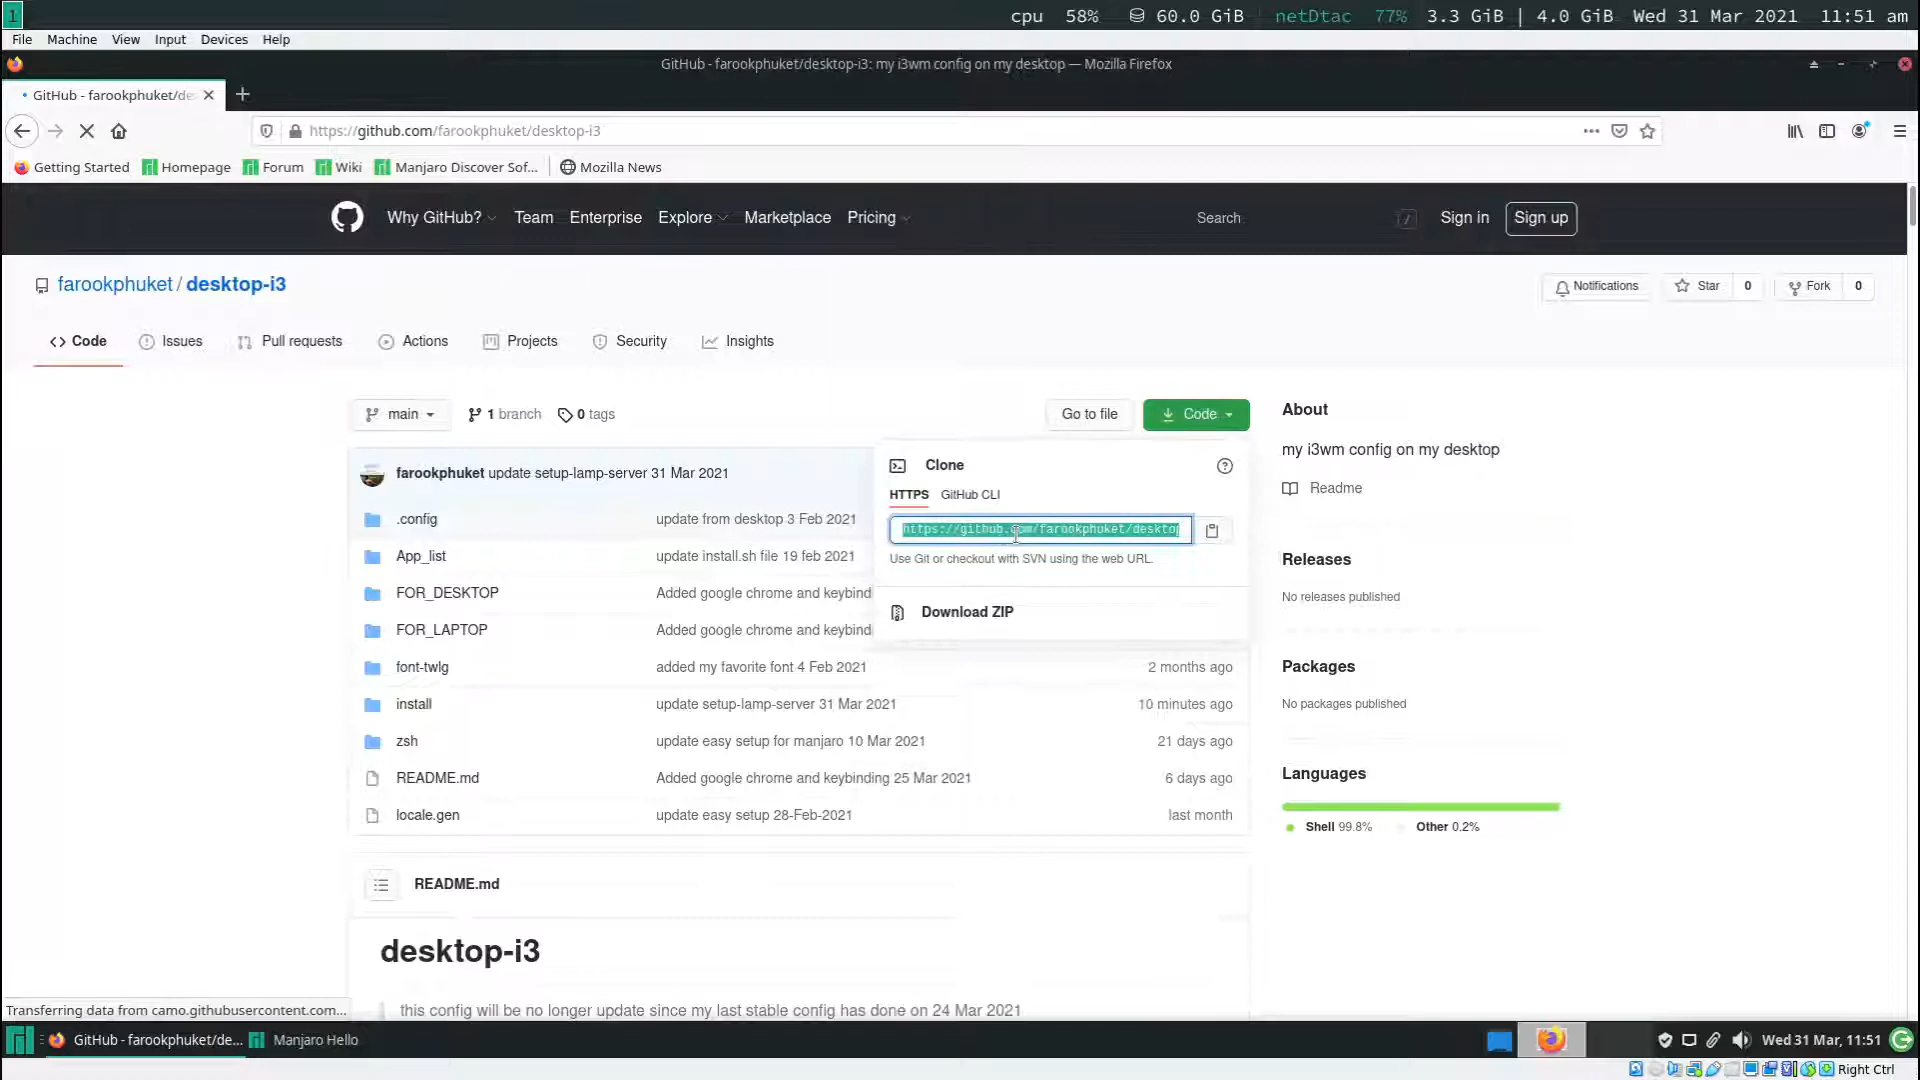 1
cpu 58% 60.0 GiB netDtac 77% 3.3 GiB | 4.0 GiB Wed 31 Mar 2021 11:51 am
File Machine View Input Devices Help
GitHub - farookphuket/desktop-i3: my i3wm config on my desktop — Mozilla Firefox
GitHub - farookphuket/de
https://github.com/farookphuket/desktop-i3
Getting Started Homepage Forum Wiki Manjaro Discover Sof... Mozilla News
Why GitHub? Team Enterprise Explore Marketplace Pricing Search / Sign in Sign up
farookphuket / desktop-i3
Notifications Star 0 Fork 0
Code Issues Pull requests Actions Projects Security Insights
main 1 branch 0 tags Go to file Code
About
my i3wm config on my desktop
Readme
farookphuket update setup-lamp-server 31 Mar 2021
Clone
HTTPS GitHub CLI
https://github.com/farookphuket/desktop
Use Git or checkout with SVN using the web URL.
Download ZIP
.config update from desktop 3 Feb 2021
App_list update install.sh file 19 feb 2021
FOR_DESKTOP Added google chrome and keybind
FOR_LAPTOP Added google chrome and keybind
font-twlg added my favorite font 4 Feb 2021 2 months ago
install update setup-lamp-server 31 Mar 2021 10 minutes ago
zsh update easy setup for manjaro 10 Mar 2021 21 days ago
README.md Added google chrome and keybinding 25 Mar 2021 6 days ago
locale.gen update easy setup 28-Feb-2021 last month
Releases
No releases published
Packages
No packages published
Languages
Shell 99.8% Other 0.2%
README.md
desktop-i3
this config will be no longer update since my last stable config has done on 24 Mar 2021
Transferring data from camo.githubusercontent.com...
GitHub - farookphuket/de... Manjaro Hello Wed 31 Mar, 11:51
Right Ctrl